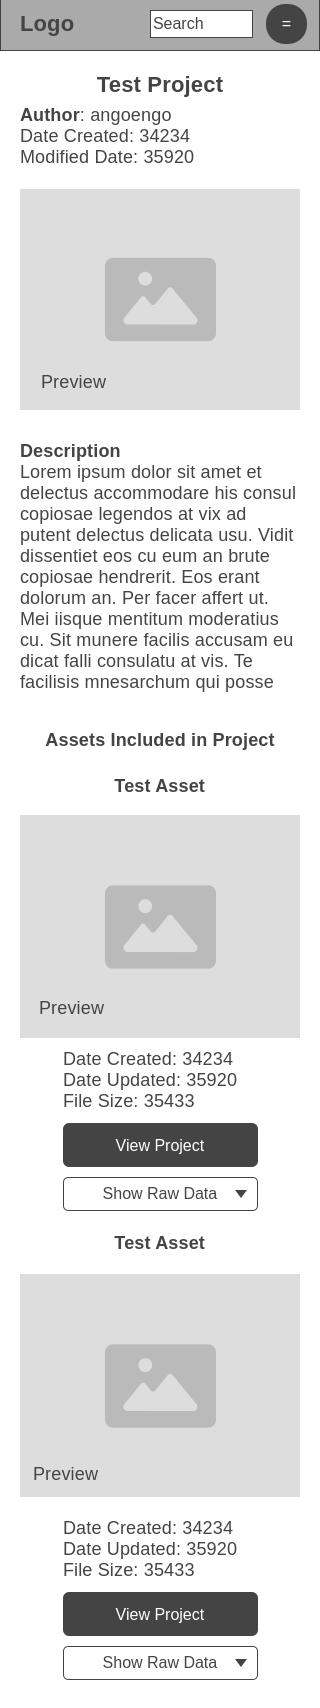 Logo
Search
=
Test Project
Author: angoengo
Date Created: 34234
Modified Date: 35920
Preview
Description
Lorem ipsum dolor sit amet et
delectus accommodare his consul
copiosae legendos at vix ad
putent delectus delicata usu. Vidit
dissentiet eos cu eum an brute
copiosae hendrerit. Eos erant
dolorum an. Per facer affert ut.
Mei iisque mentitum moderatius
cu. Sit munere facilis accusam eu
dicat falli consulatu at vis. Te
facilisis mnesarchum qui posse
Assets Included in Project
Test Asset
Preview
Date Created: 34234
Date Updated: 35920
File Size: 35433
View Project
Show Raw Data
Test Asset
Preview
Date Created: 34234
Date Updated: 35920
File Size: 35433
View Project
Show Raw Data